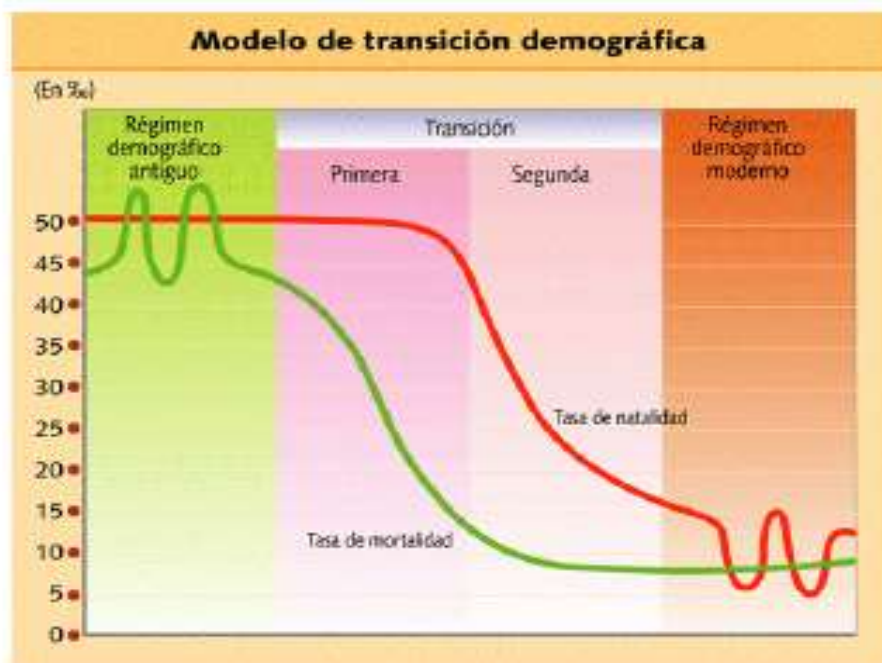 Modelo de transición demográfica
(En ‰)
Régimen
demográfico
antiguo
Transición
Primera
Segunda
Régimen
demográfico
moderno
50
45
40
35
30
25
20
15
10
5
0
Tasa de natalidad
Tasa de mortalidad